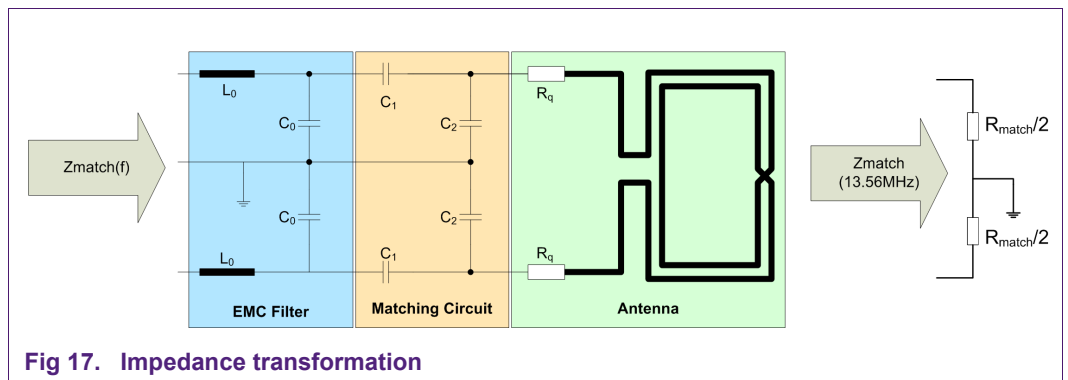 Zmatch(f)
L₀
C₀
C₀
L₀
EMC Filter
C₁
C₂
C₂
C₁
Matching Circuit
Rq
Rq
Antenna
Zmatch
(13.56MHz)
Rmatch/2
Rmatch/2
Fig 17. Impedance transformation